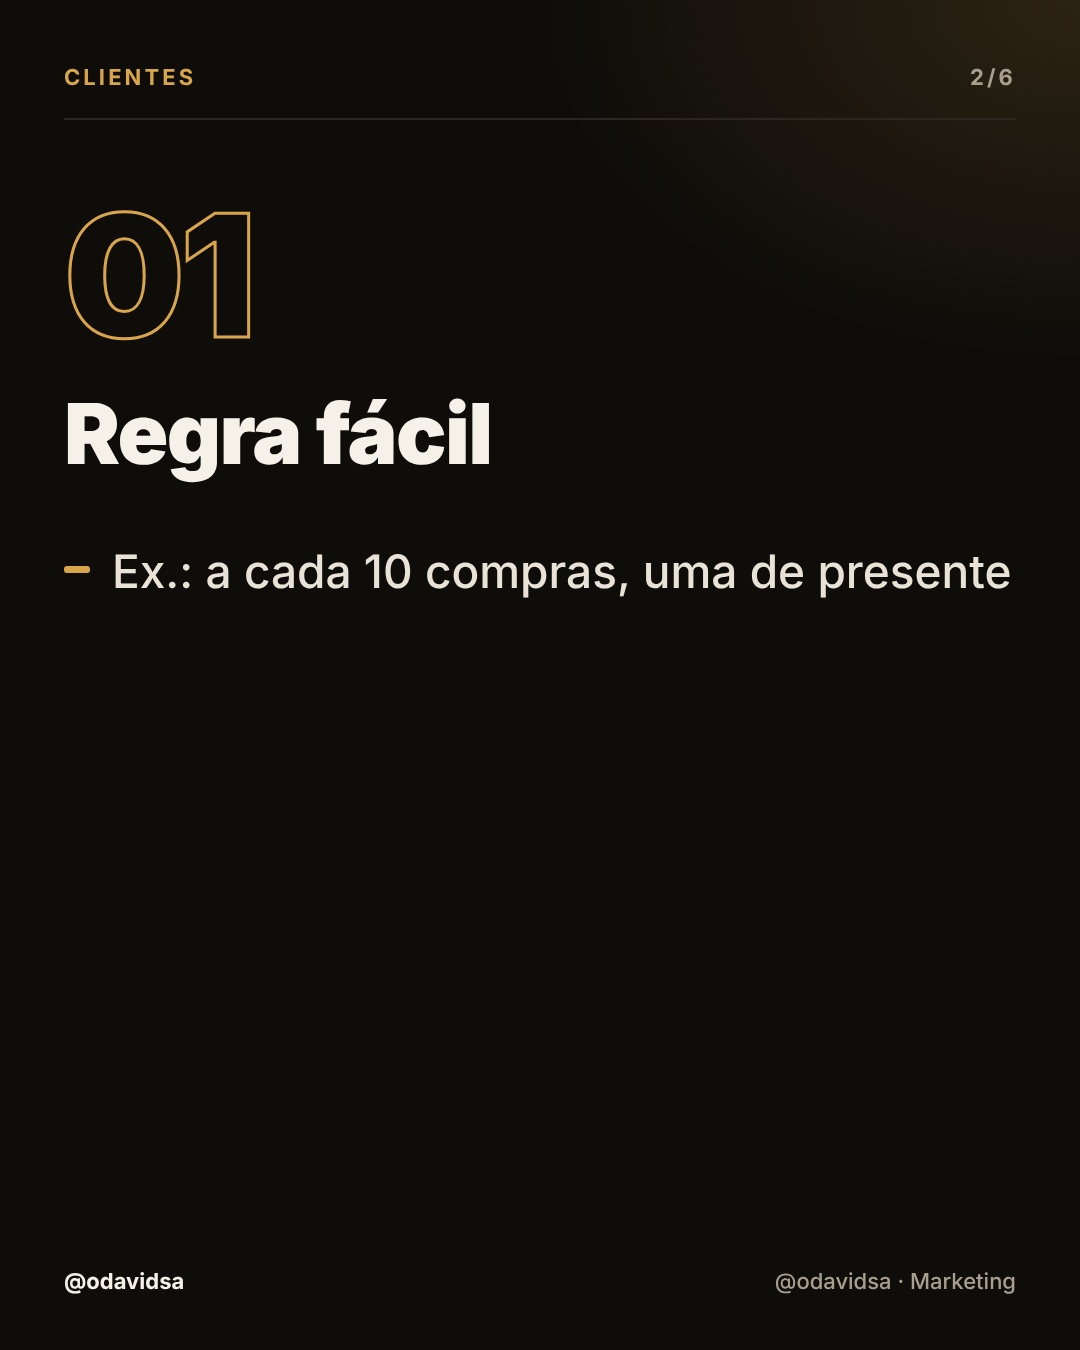 CLIENTES
2/6
01
Regra fácil
Ex.: a cada 10 compras, uma de presente
@odavidsa
@odavidsa · Marketing